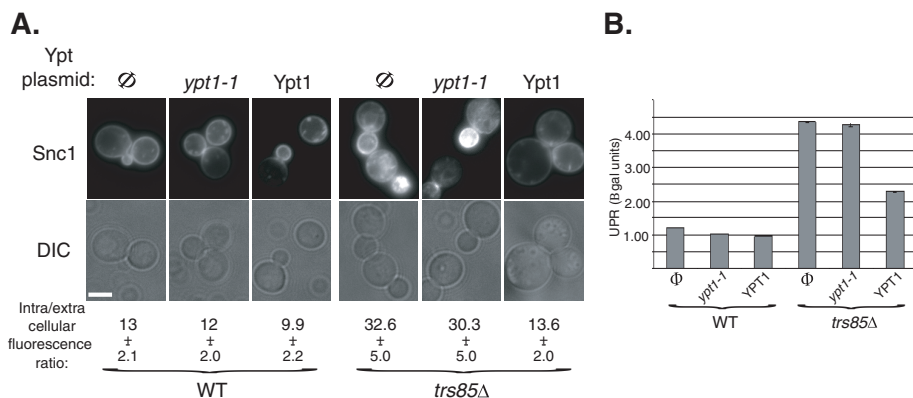 A.
Ypt
plasmid:
Φ ypt1-1 Ypt1 Φ ypt1-1 Ypt1
Snc1
DIC
Intra/extra
cellular
fluorescence
ratio:
13 12 9.9 32.6 30.3 13.6
± ± ± ± ± ±
2.1 2.0 2.2 5.0 5.0 2.0
WT trs85Δ
B.
UPR (B gal units)
4.00
3.00
2.00
1.00
Φ ypt1-1 YPT1 Φ ypt1-1 YPT1
WT trs85Δ